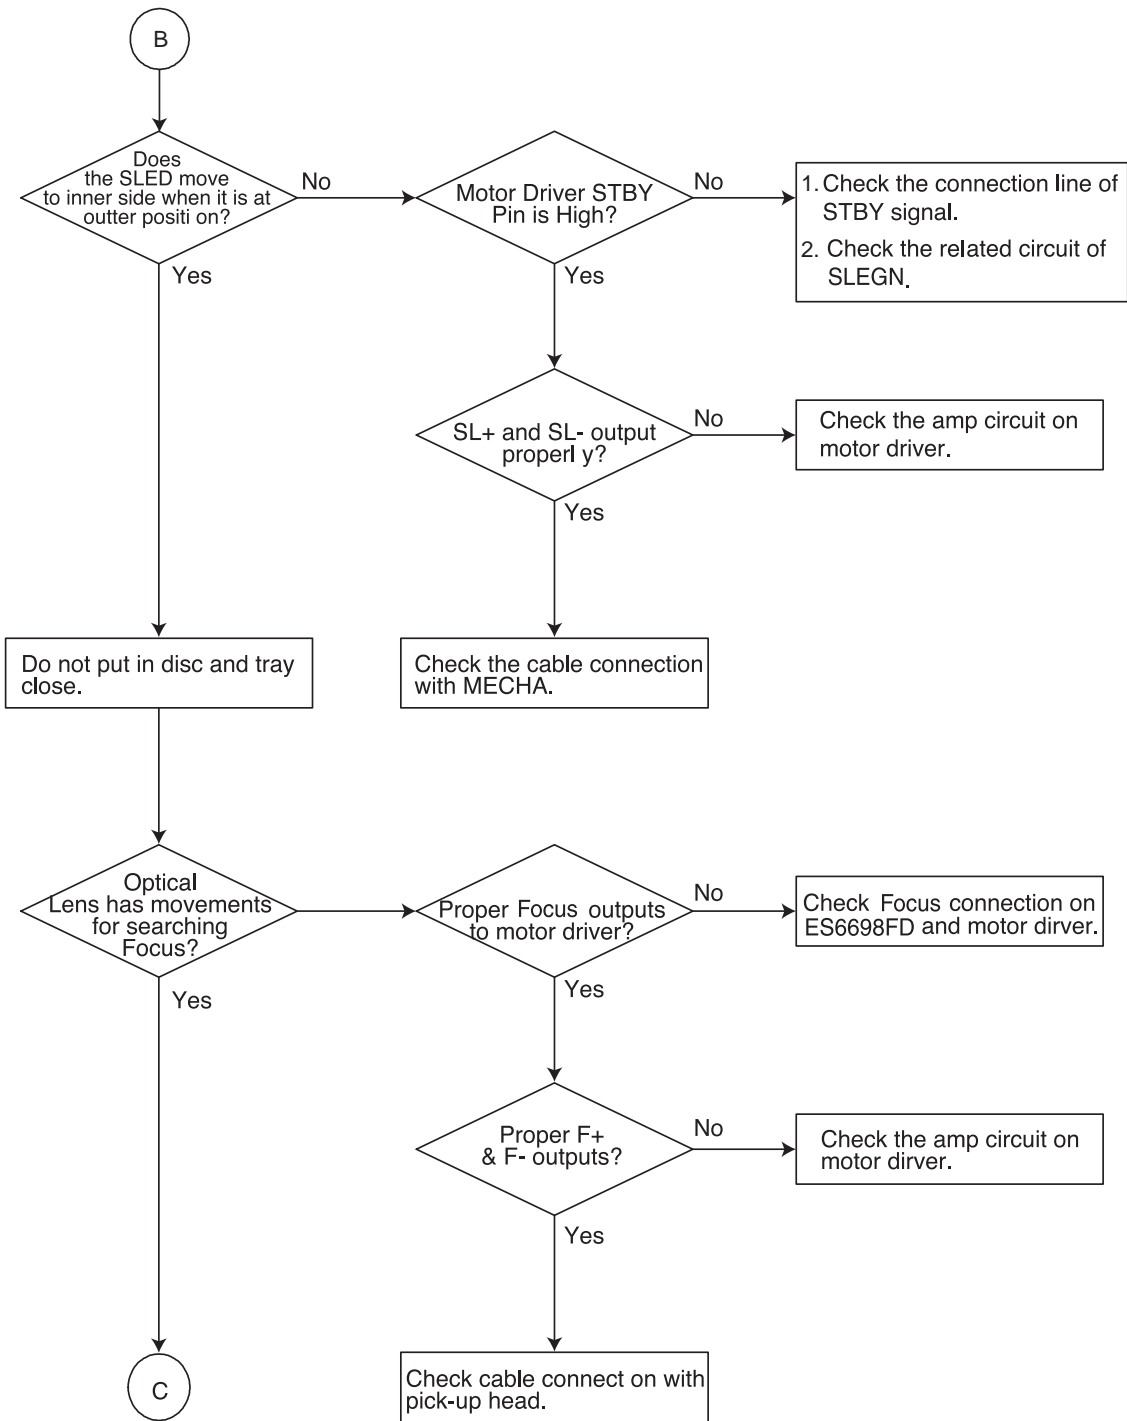 B
Does
the SLED move
to inner side when it is at
outter positi on?
No
Yes
Motor Driver STBY
Pin is High?
No
Yes
1. Check the connection line of
STBY signal.
2. Check the related circuit of
SLEGN.
SL+ and SL- output
properl y?
No
Yes
Check the amp circuit on
motor driver.
Do not put in disc and tray
close.
Check the cable connection
with MECHA.
Optical
Lens has movements
for searching
Focus?
Yes
Proper Focus outputs
to motor driver?
No
Yes
Check Focus connection on
ES6698FD and motor dirver.
Proper F+
& F- outputs?
No
Yes
Check the amp circuit on
motor dirver.
C
Check cable connect on with
pick-up head.